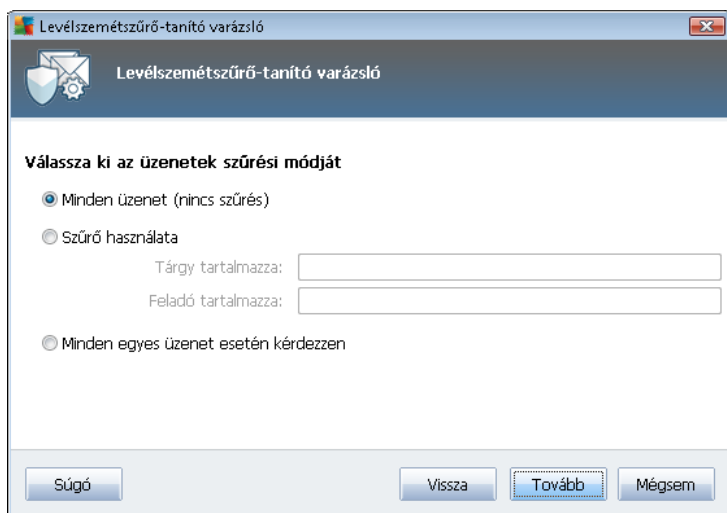 Levélszemétszűrő-tanító varázsló
Levélszemétszűrő-tanító varázsló
Válassza ki az üzenetek szűrési módját
Minden üzenet (nincs szűrés)
Szűrő használata
Tárgy tartalmazza:
Feladó tartalmazza:
Minden egyes üzenet esetén kérdezzen
Súgó Vissza Tovább Mégsem